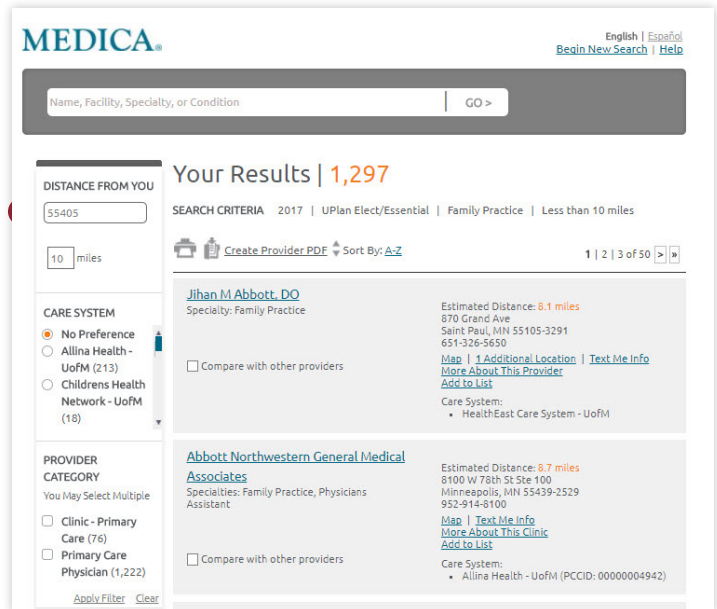 MEDICA®
English | Español
Begin New Search | Help
Name, Facility, Specialty, or Condition
GO >
DISTANCE FROM YOU
55405
10 miles
CARE SYSTEM
No Preference
Allina Health -
UofM (213)
Childrens Health
Network - UofM
(18)
PROVIDER
CATEGORY
You May Select Multiple
Clinic - Primary
Care (76)
Primary Care
Physician (1,222)
Apply Filter Clear
Your Results | 1,297
SEARCH CRITERIA 2017 | UPlan Elect/Essential | Family Practice | Less than 10 miles
Create Provider PDF Sort By: A-Z
1 | 2 | 3 of 50 > »
Jihan M Abbott, DO
Specialty: Family Practice
Compare with other providers
Estimated Distance: 8.1 miles
870 Grand Ave
Saint Paul, MN 55105-3291
651-326-5650
Map | 1 Additional Location | Text Me Info
More About This Provider
Add to List
Care System:
• HealthEast Care System - UofM
Abbott Northwestern General Medical
Associates
Specialties: Family Practice, Physicians
Assistant
Compare with other providers
Estimated Distance: 8.7 miles
8100 W 78th St Ste 100
Minneapolis, MN 55439-2529
952-914-8100
Map | Text Me Info
More About This Clinic
Add to List
Care System:
• Allina Health - UofM (PCCID: 00000004942)